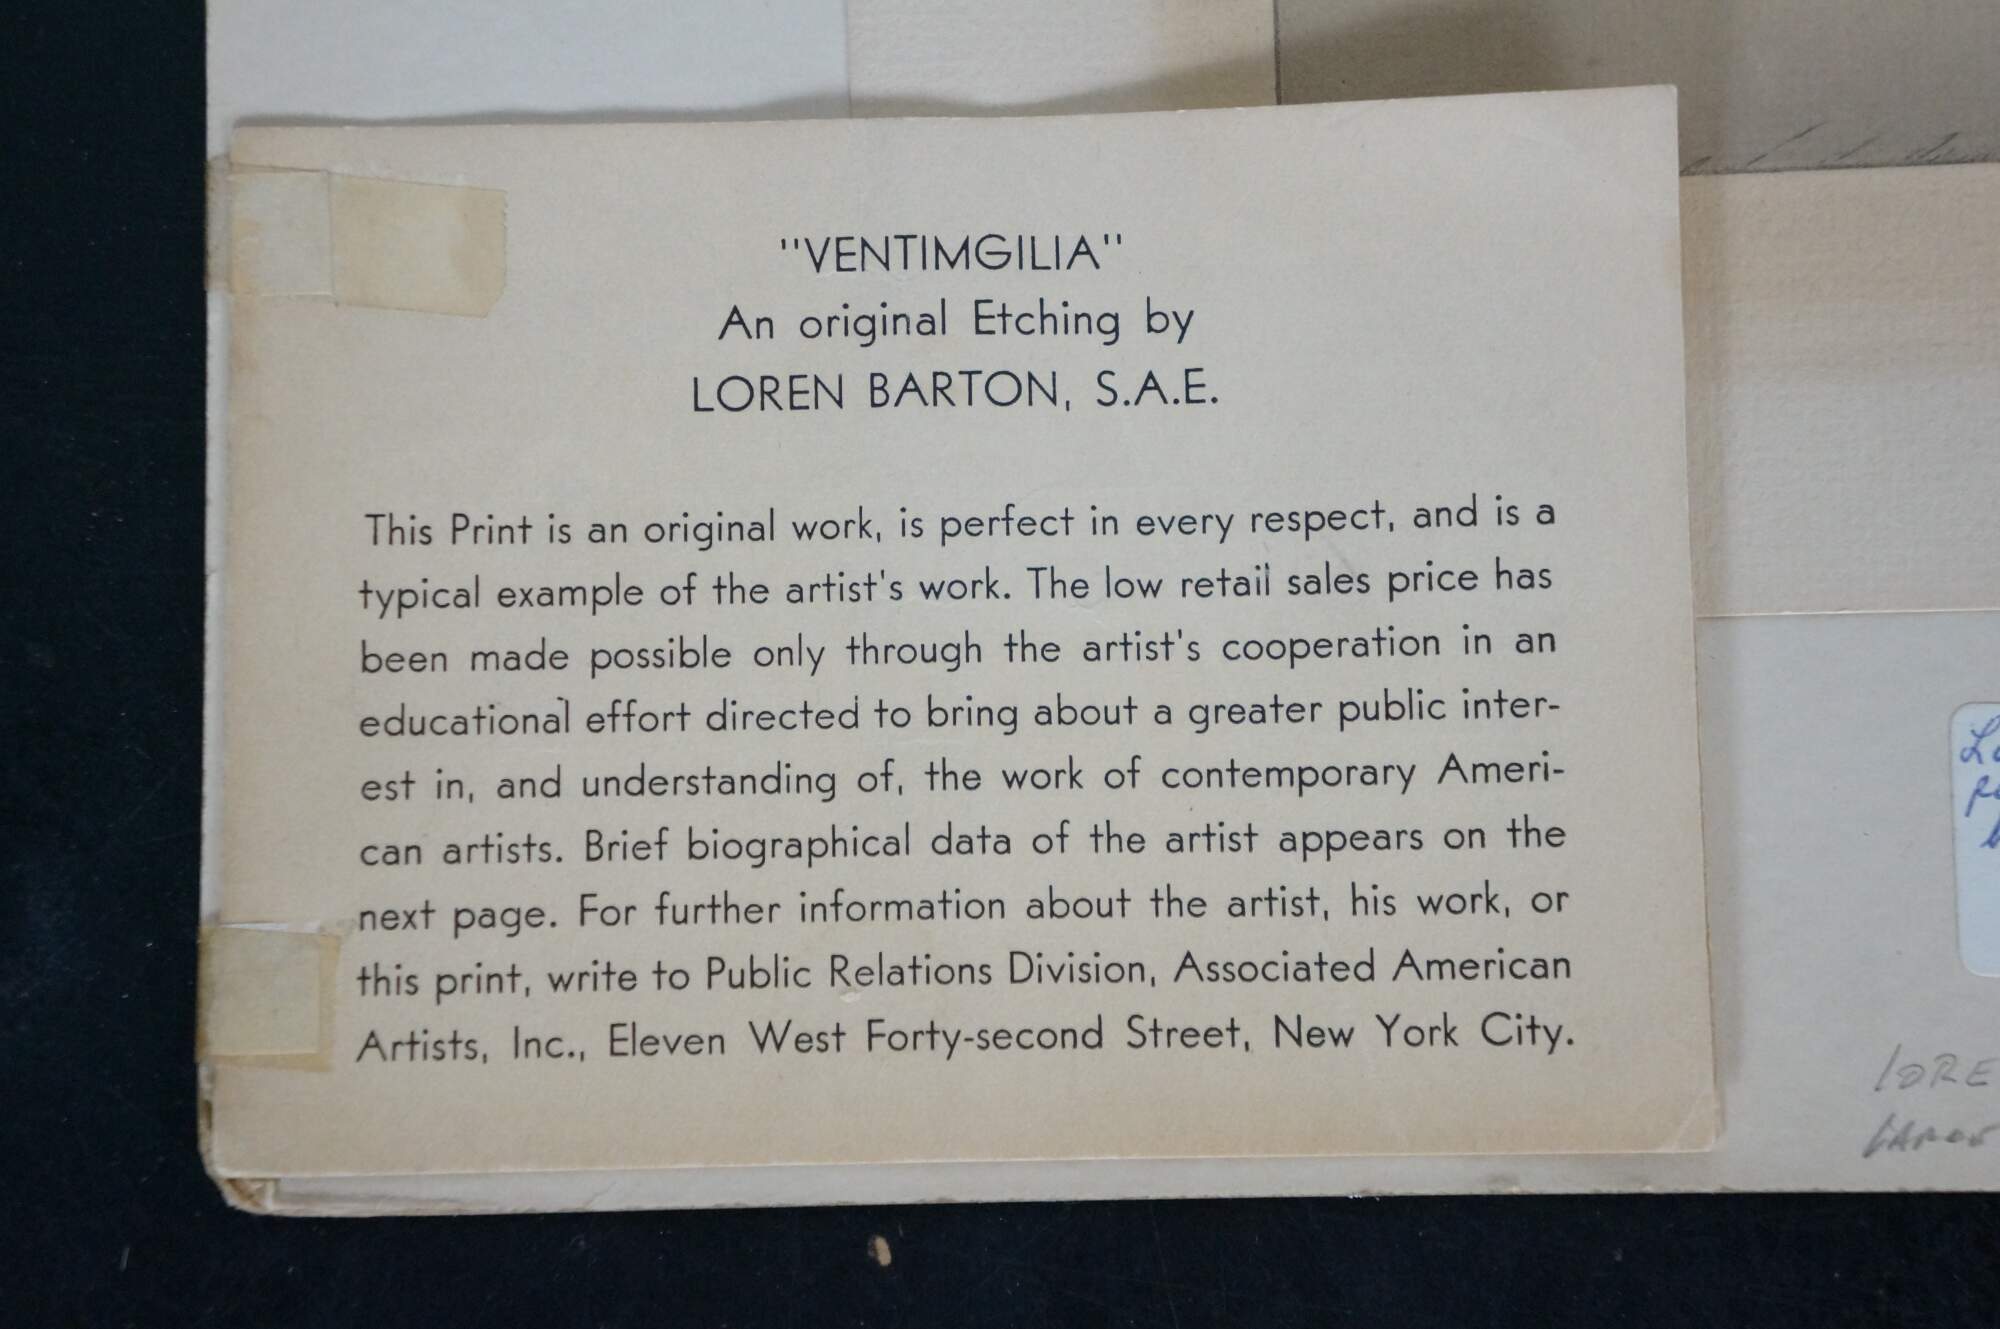 "VENTIMGILIA"
An original Etching by
LOREN BARTON, S.A.E.
This Print is an original work, is perfect in every respect, and is a
typical example of the artist's work. The low retail sales price has
been made possible only through the artist's cooperation in an
educational effort directed to bring about a greater public inter-
est in, and understanding of, the work of contemporary Ameri-
can artists. Brief biographical data of the artist appears on the
next page. For further information about the artist, his work, or
this print, write to Public Relations Division, Associated American
Artists, Inc., Eleven West Forty-second Street, New York City.
LORE